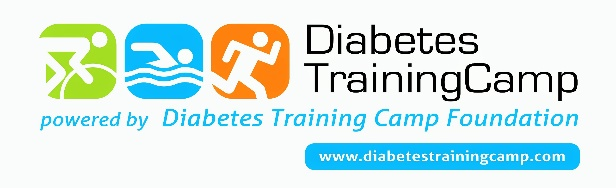 Diabetes
TrainingCamp
powered by Diabetes Training Camp Foundation
www.diabetestrainingcamp.com